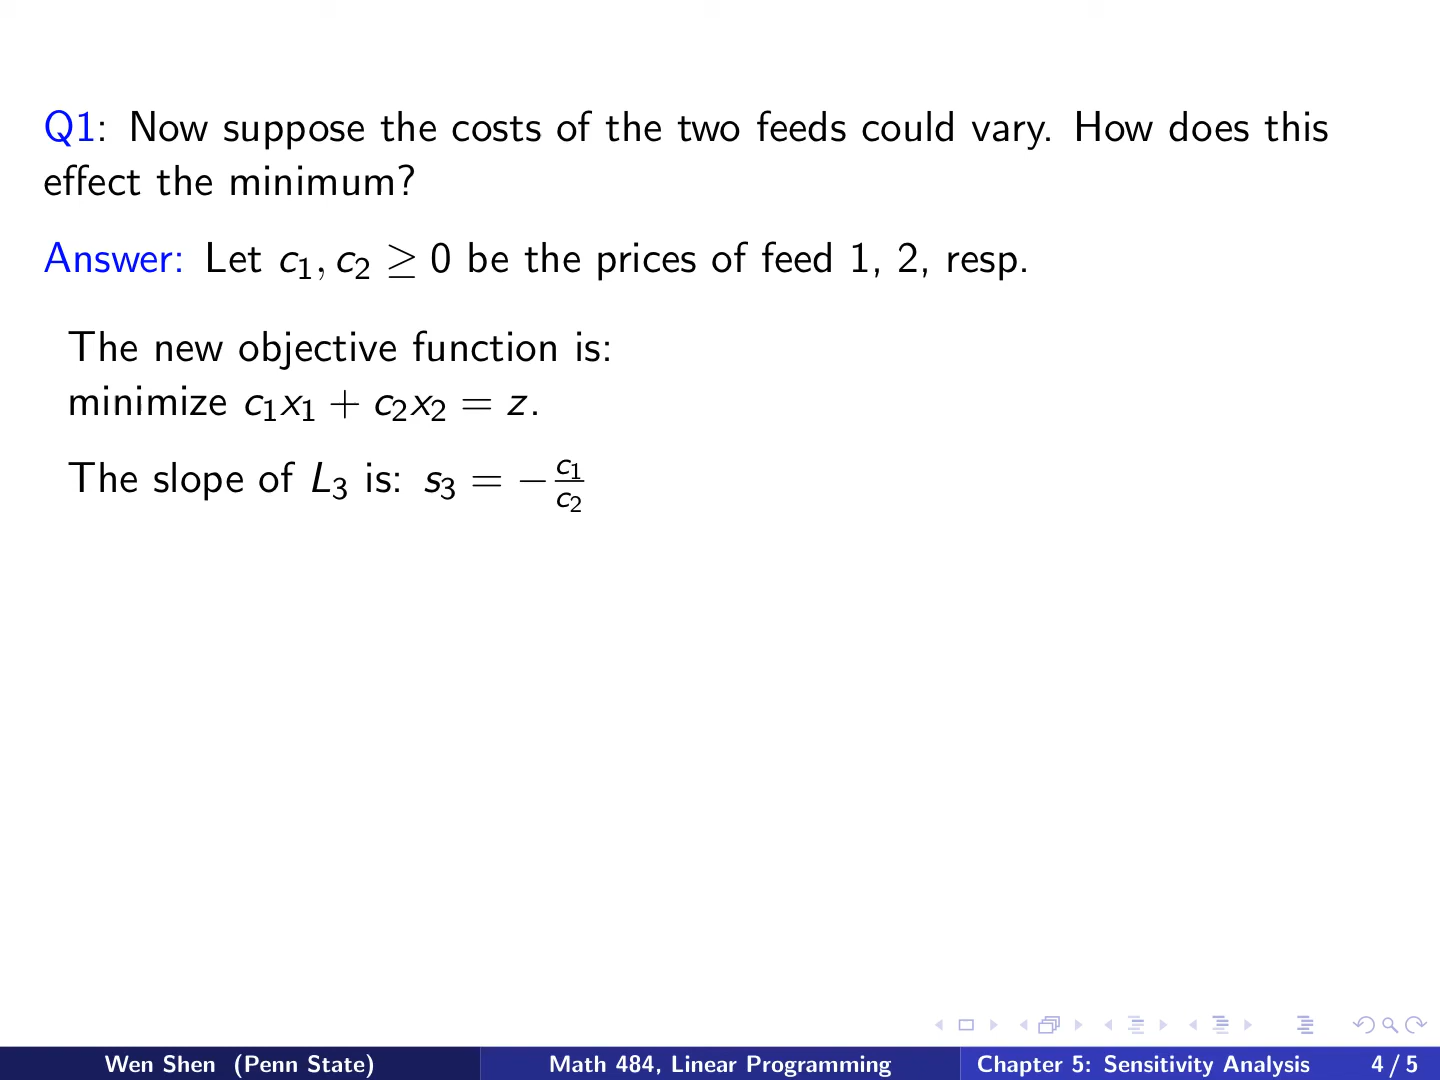 Q1: Now suppose the costs of the two feeds could vary. How does this
effect the minimum?
Answer: Let c₁, c₂ ≥ 0 be the prices of feed 1, 2, resp.
The new objective function is:
minimize c₁x₁ + c₂x₂ = z.
The slope of L₃ is: s₃ = −c₁/c₂
Wen Shen (Penn State) Math 484, Linear Programming Chapter 5: Sensitivity Analysis 4 / 5